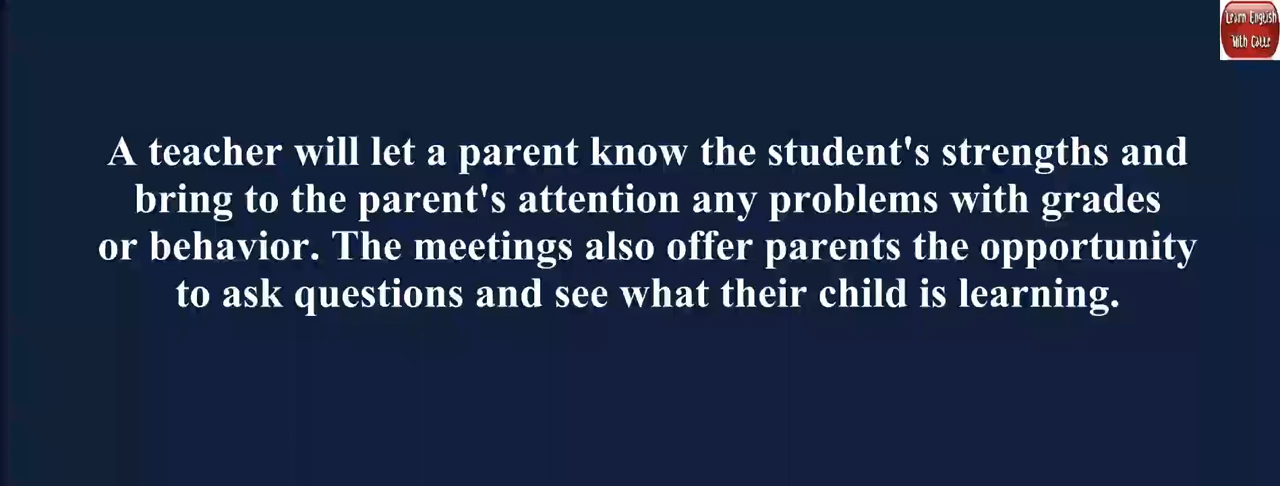 Learn English
With
A teacher will let a parent know the student's strengths and
bring to the parent's attention any problems with grades
or behavior. The meetings also offer parents the opportunity
to ask questions and see what their child is learning.